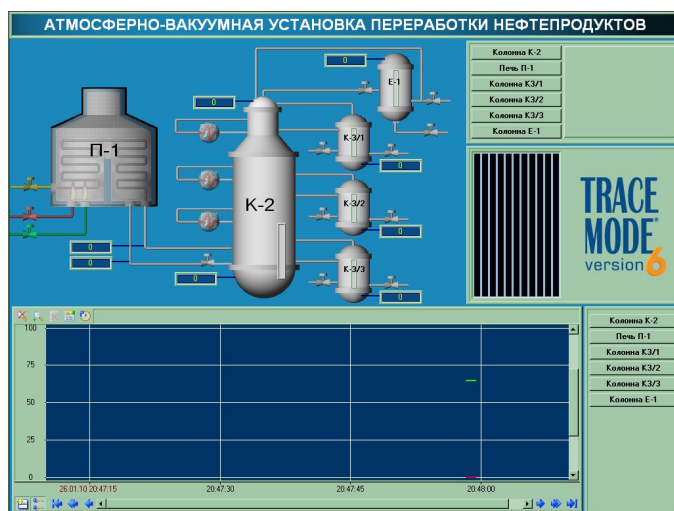 АТМОСФЕРНО-ВАКУУМНАЯ УСТАНОВКА ПЕРЕРАБОТКИ НЕФТЕПРОДУКТОВ
Колонна К-2
Печь П-1
Колонна К3/1
Колонна К3/2
Колонна К3/3
Колонна Е-1
0
Е-1
0
П-1
К-3/1
0
К-2
К-3/2
0
0
0
К-3/3
0
0
TRACE
MODE
version 6
100
75
50
25
0
26.01.10 20:47:15
20:47:30
20:47:45
20:48:00
Колонна К-2
Печь П-1
Колонна К3/1
Колонна К3/2
Колонна К3/3
Колонна Е-1